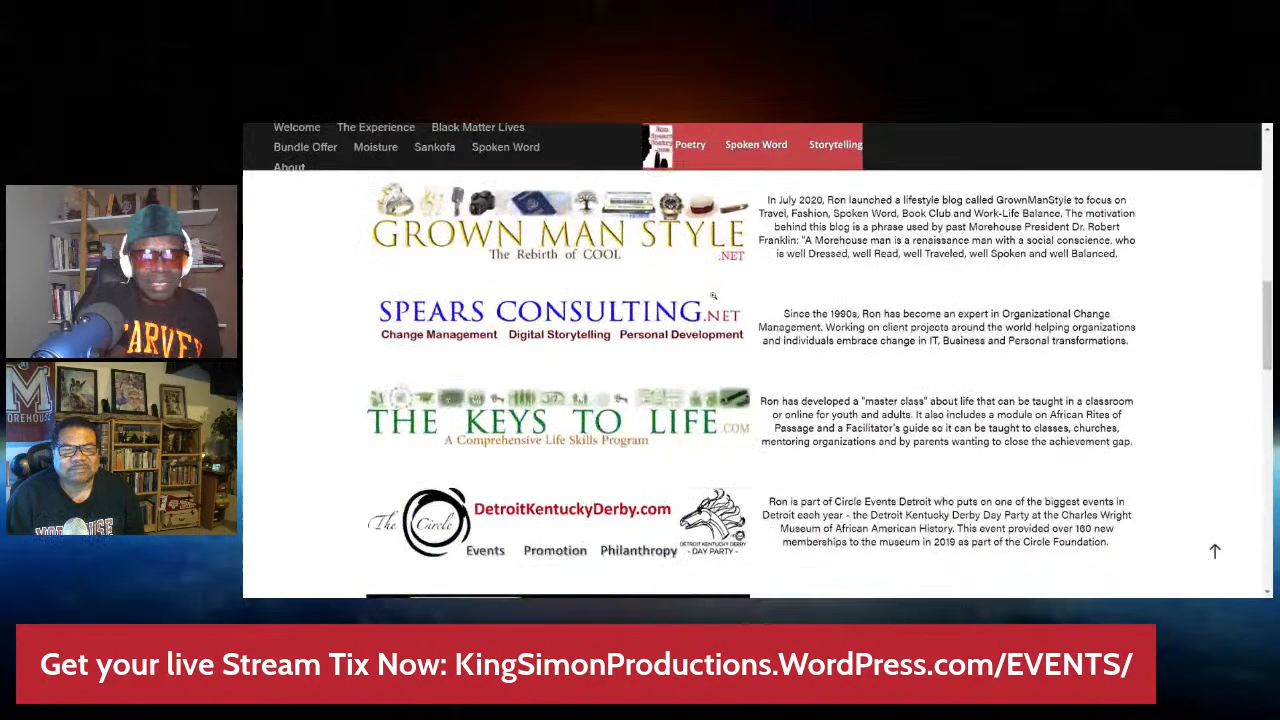 Welcome The Experience Black Matter Lives
Bundle Offer Moisture Sankofa Spoken Word
About
Ron
Spears
Poetry
.com
Poetry Spoken Word Storytelling
GROWN MAN STYLE
The Rebirth of COOL
.NET
In July 2020, Ron launched a lifestyle blog called GrownManStyle to focus on
Travel, Fashion, Spoken Word, Book Club and Work-Life Balance. The motivation
behind this blog is a phrase used by past Morehouse President Dr. Robert
Franklin: "A Morehouse man is a renaissance man with a social conscience, who
is well Dressed, well Read, well Traveled, well Spoken and well Balanced.
SPEARS CONSULTING.NET
Change Management Digital Storytelling Personal Development
Since the 1990s, Ron has become an expert in Organizational Change
Management. Working on client projects around the world helping organizations
and individuals embrace change in IT, Business and Personal transformations.
THE KEYS TO LIFE.COM
A Comprehensive Life Skills Program
Ron has developed a "master class" about life that can be taught in a classroom
or online for youth and adults. It also includes a module on African Rites of
Passage and a Facilitator's guide so it can be taught to classes, churches,
mentoring organizations and by parents wanting to close the achievement gap.
The Circle
DetroitKentuckyDerby.com
Events Promotion Philanthropy
DETROIT KENTUCKY DERBY
- DAY PARTY -
Ron is part of Circle Events Detroit who puts on one of the biggest events in
Detroit each year - the Detroit Kentucky Derby Day Party at the Charles Wright
Museum of African American History. This event provided over 160 new
memberships to the museum in 2019 as part of the Circle Foundation.
HARVEY
M
MOREHOUSE
MOREHOUSE
Get your live Stream Tix Now: KingSimonProductions.WordPress.com/EVENTS/